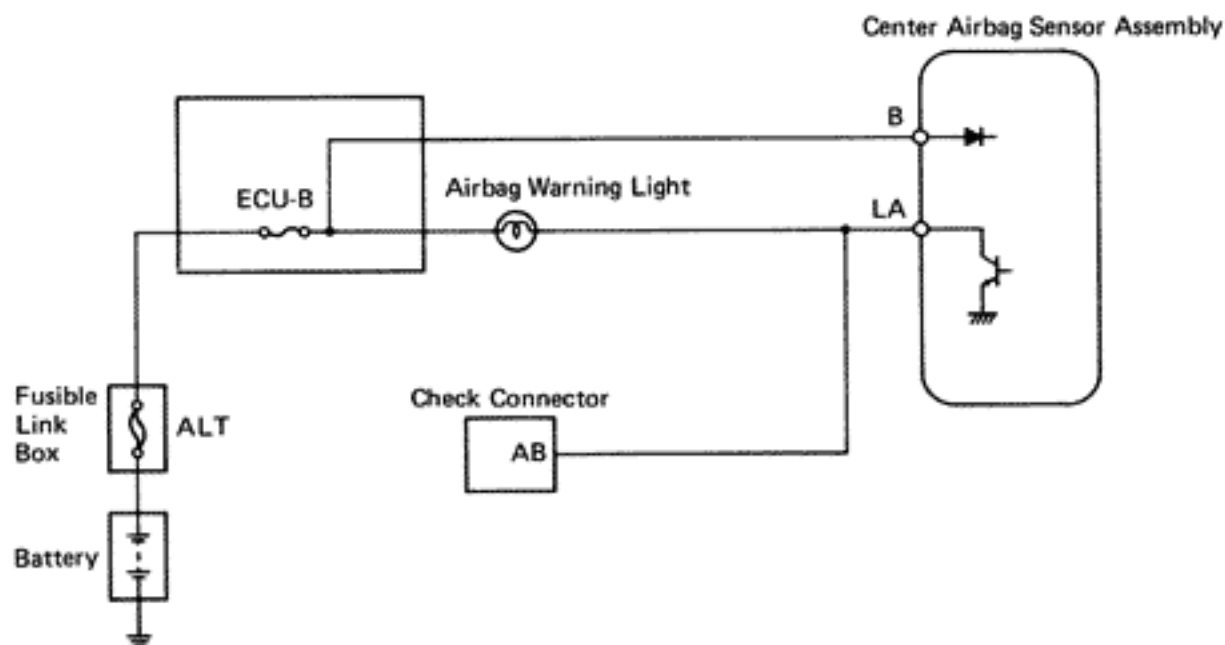 Center Airbag Sensor Assembly
B
ECU-B
Airbag Warning Light
LA
Fusible
Link
Box
ALT
Check Connector
AB
Battery